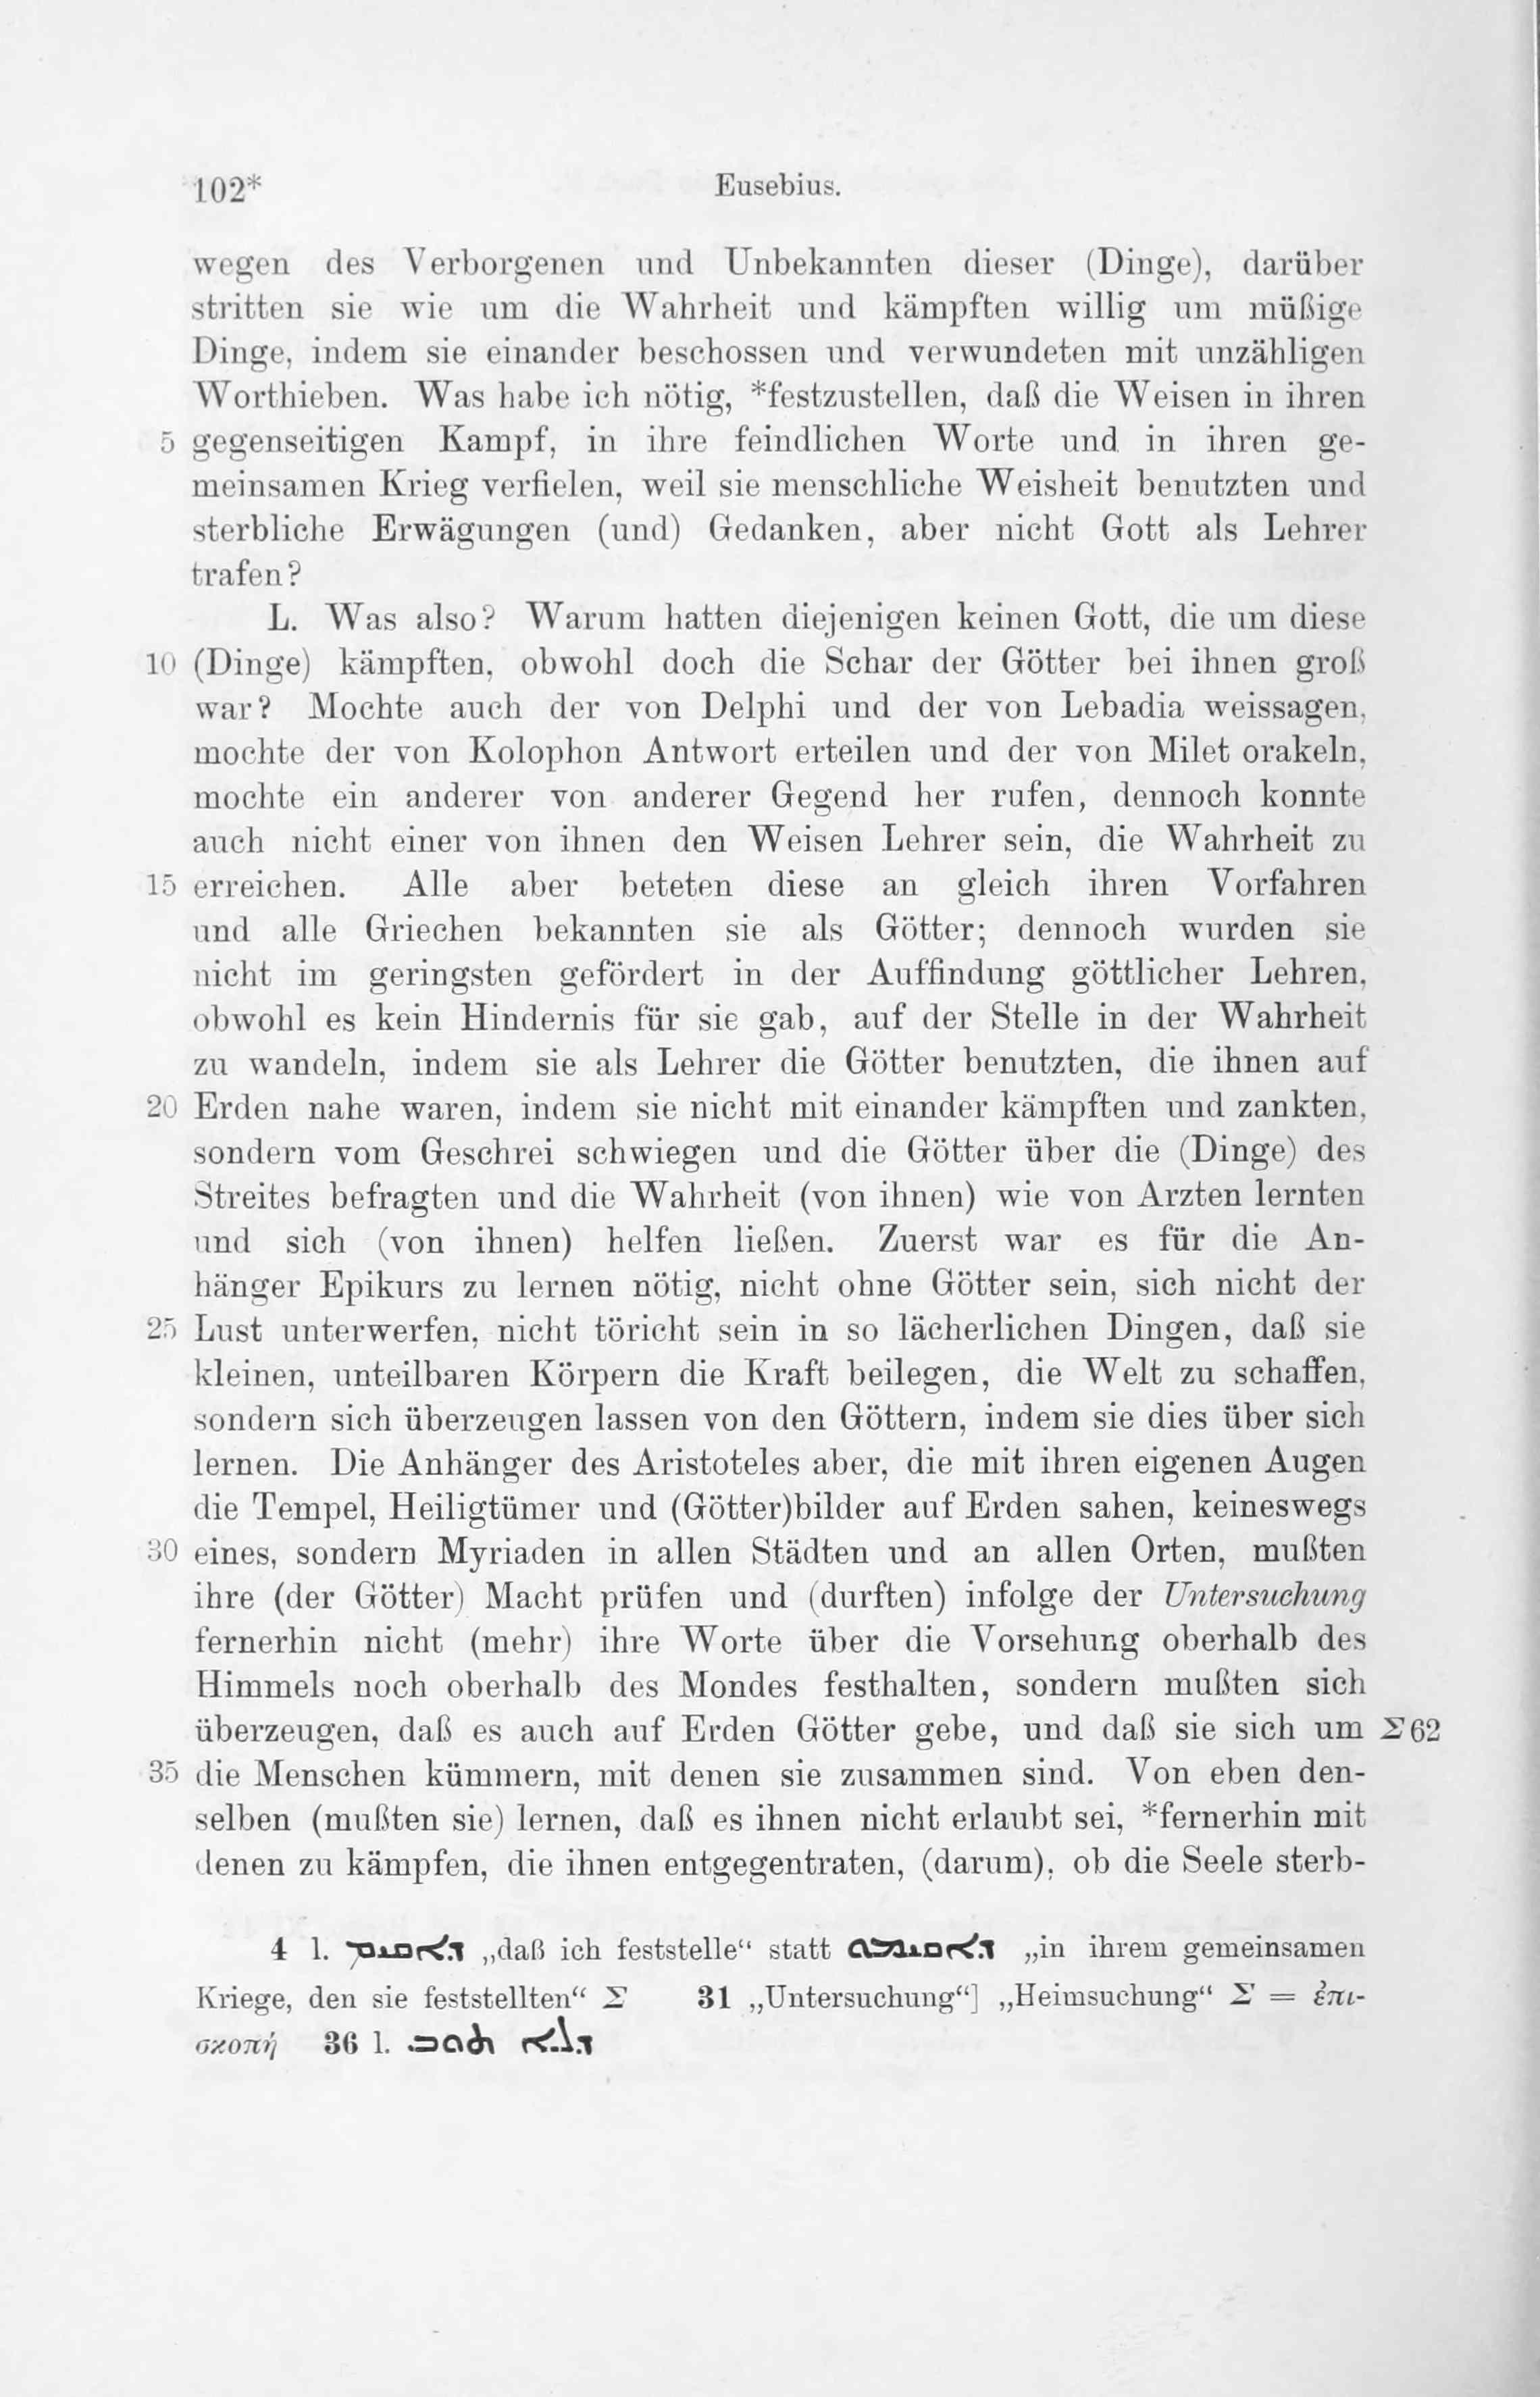 102* Eusebius.
wegen des Verborgenen und Unbekannten dieser (Dinge), darüber
stritten sie wie um die Wahrheit und kämpften willig um müßige
Dinge, indem sie einander beschossen und verwundeten mit unzähligen
Worthieben. Was habe ich nötig, *festzustellen, daß die Weisen in ihren
5 gegenseitigen Kampf, in ihre feindlichen Worte und in ihren ge-
meinsamen Krieg verfielen, weil sie menschliche Weisheit benutzten und
sterbliche Erwägungen (und) Gedanken, aber nicht Gott als Lehrer
trafen?
L. Was also? Warum hatten diejenigen keinen Gott, die um diese
10 (Dinge) kämpften, obwohl doch die Schar der Götter bei ihnen groß
war? Mochte auch der von Delphi und der von Lebadia weissagen,
mochte der von Kolophon Antwort erteilen und der von Milet orakeln,
mochte ein anderer von anderer Gegend her rufen, dennoch konnte
auch nicht einer von ihnen den Weisen Lehrer sein, die Wahrheit zu
15 erreichen. Alle aber beteten diese an gleich ihren Vorfahren
und alle Griechen bekannten sie als Götter; dennoch wurden sie
nicht im geringsten gefördert in der Auffindung göttlicher Lehren,
obwohl es kein Hindernis für sie gab, auf der Stelle in der Wahrheit
zu wandeln, indem sie als Lehrer die Götter benutzten, die ihnen auf
20 Erden nahe waren, indem sie nicht mit einander kämpften und zankten,
sondern vom Geschrei schwiegen und die Götter über die (Dinge) des
Streites befragten und die Wahrheit (von ihnen) wie von Arzten lernten
und sich (von ihnen) helfen ließen. Zuerst war es für die An-
hänger Epikurs zu lernen nötig, nicht ohne Götter sein, sich nicht der
25 Lust unterwerfen, nicht töricht sein in so lächerlichen Dingen, daß sie
kleinen, unteilbaren Körpern die Kraft beilegen, die Welt zu schaffen,
sondern sich überzeugen lassen von den Göttern, indem sie dies über sich
lernen. Die Anhänger des Aristoteles aber, die mit ihren eigenen Augen
die Tempel, Heiligtümer und (Götter)bilder auf Erden sahen, keineswegs
30 eines, sondern Myriaden in allen Städten und an allen Orten, mußten
ihre (der Götter) Macht prüfen und (durften) infolge der Untersuchung
fernerhin nicht (mehr) ihre Worte über die Vorsehung oberhalb des
Himmels noch oberhalb des Mondes festhalten, sondern mußten sich
überzeugen, daß es auch auf Erden Götter gebe, und daß sie sich um Σ 62
35 die Menschen kümmern, mit denen sie zusammen sind. Von eben den-
selben (mußten sie) lernen, daß es ihnen nicht erlaubt sei, *fernerhin mit
denen zu kämpfen, die ihnen entgegentraten, (darum), ob die Seele sterb-
4 l. ܕܐܩܝܡ „daß ich feststelle“ statt „in ihrem gemeinsamen
Kriege, den sie feststellten“ Σ 31 „Untersuchung“] „Heimsuchung“ Σ = ἐπι-
σκοπή 36 l. ܕܠܐ ܬܘܒ